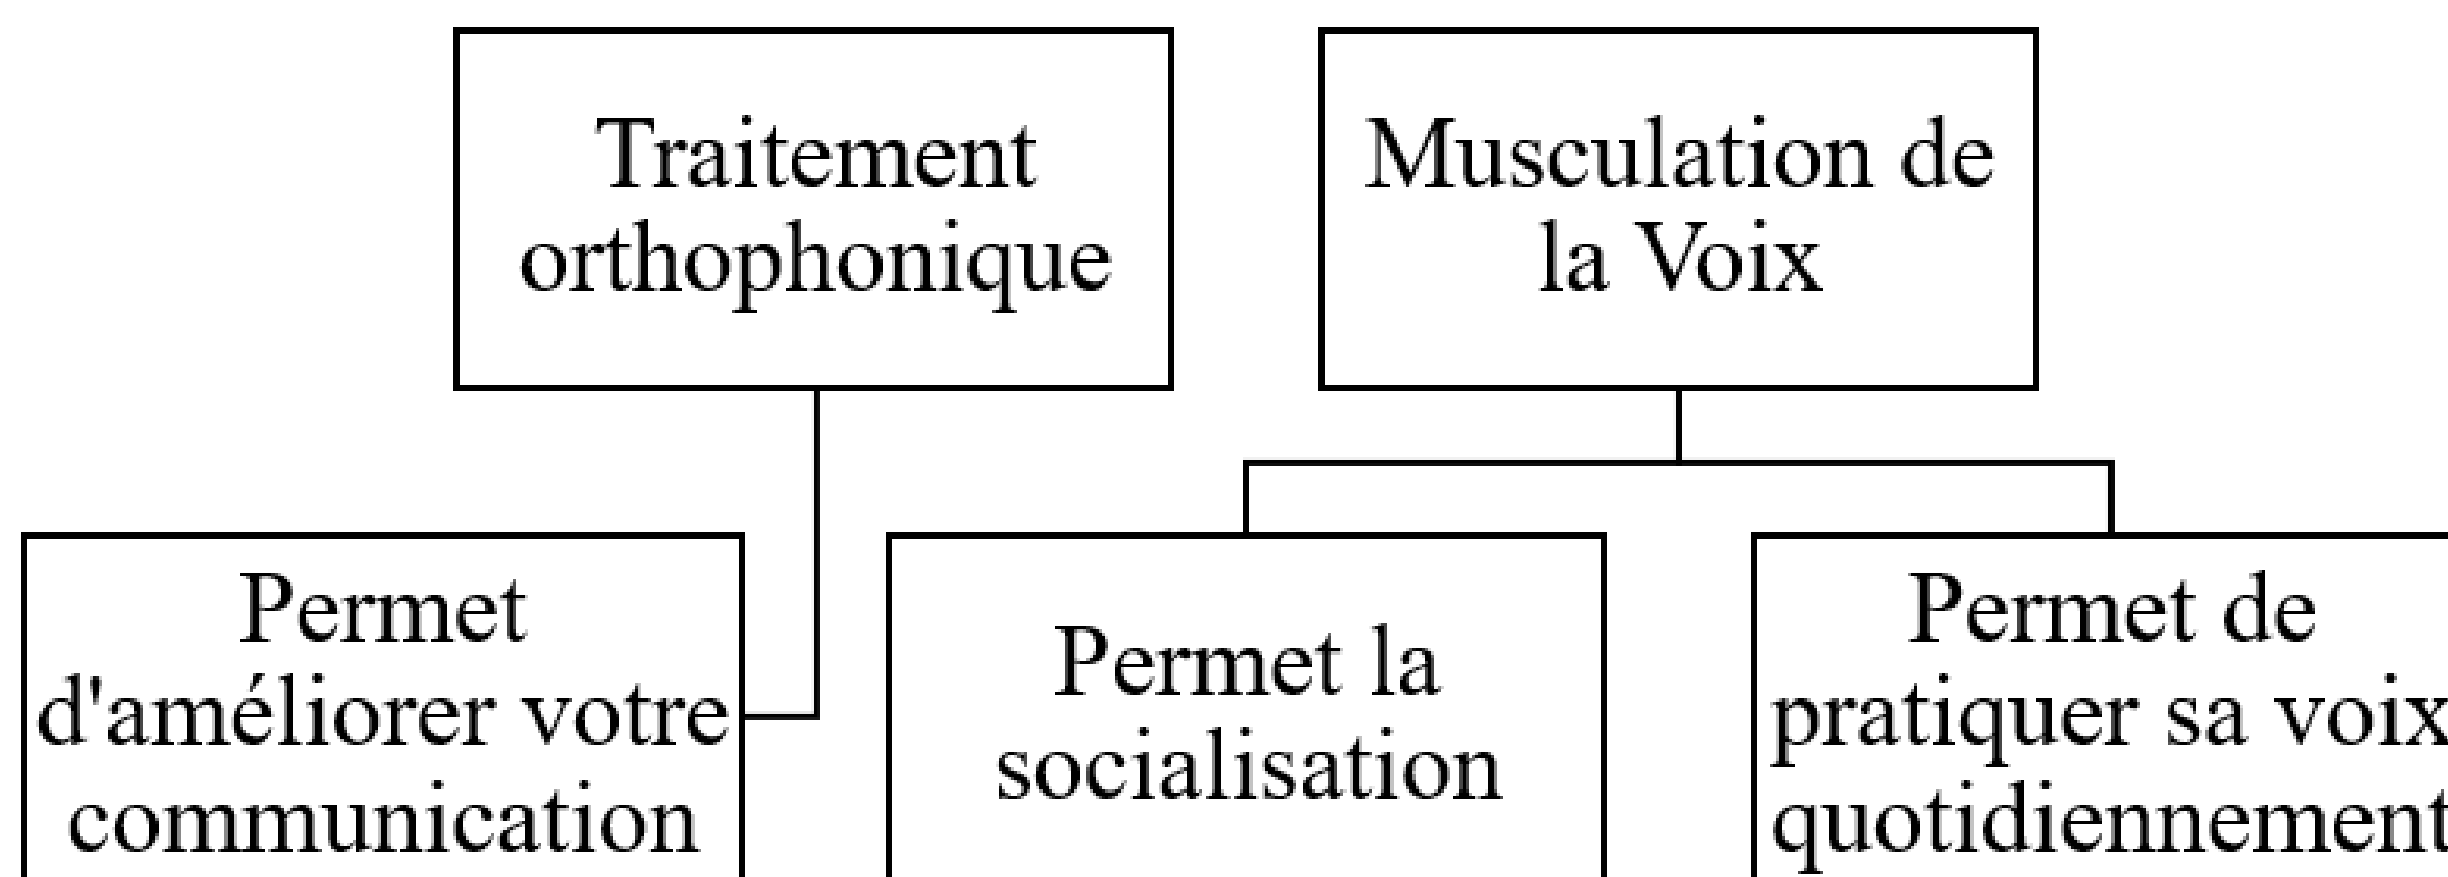 Traitement
orthophonique
Musculation de
la Voix
Permet
d'améliorer votre
communication
Permet la
socialisation
Permet de
pratiquer sa voix
quotidiennement